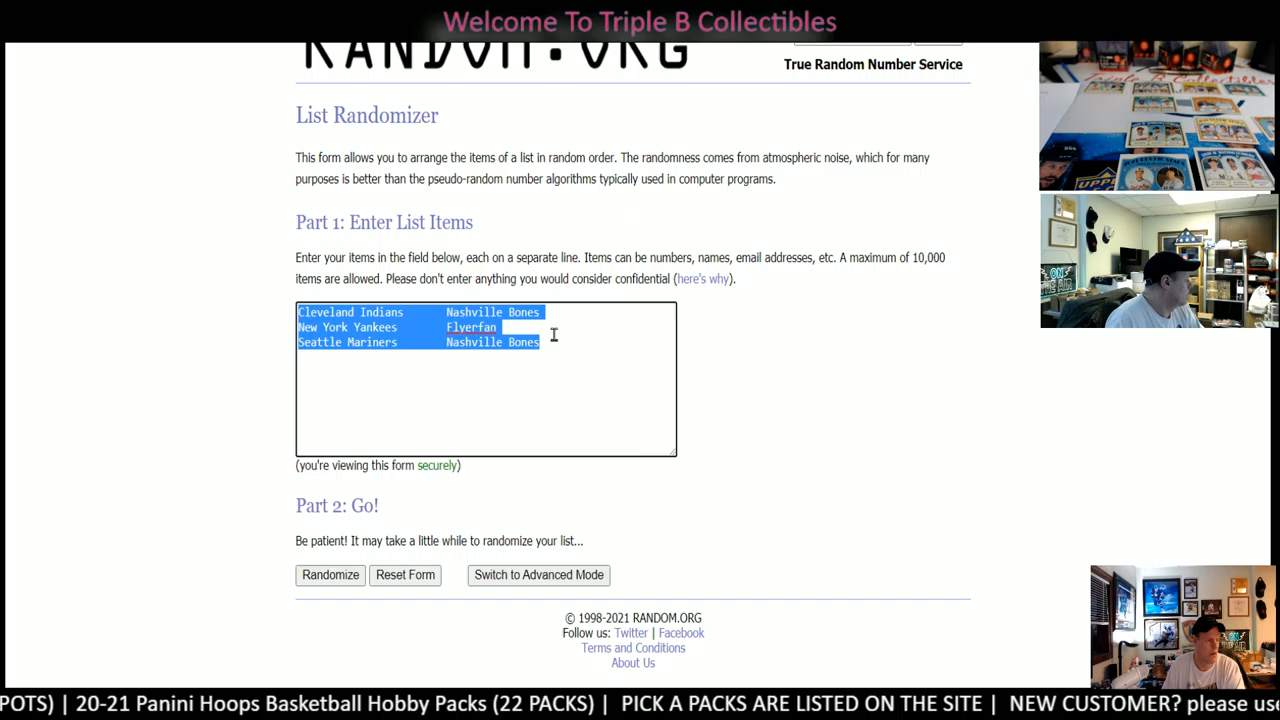 Welcome To Triple B Collectibles
RANDOM.ORG
True Random Number Service
List Randomizer
This form allows you to arrange the items of a list in random order. The randomness comes from atmospheric noise, which for many
purposes is better than the pseudo-random number algorithms typically used in computer programs.
Part 1: Enter List Items
Enter your items in the field below, each on a separate line. Items can be numbers, names, email addresses, etc. A maximum of 10,000
items are allowed. Please don't enter anything you would consider confidential (here's why).
Cleveland Indians Nashville Bones
New York Yankees Flyerfan
Seattle Mariners Nashville Bones
(you're viewing this form securely)
Part 2: Go!
Be patient! It may take a little while to randomize your list...
Randomize Reset Form Switch to Advanced Mode
© 1998-2021 RANDOM.ORG
Follow us: Twitter | Facebook
Terms and Conditions
About Us
Triple B Collectibles
UPPER
ON
THE AIR
POTS) | 20-21 Panini Hoops Basketball Hobby Packs (22 PACKS) | PICK A PACKS ARE LISTED ON THE SITE | NEW CUSTOMER? please use